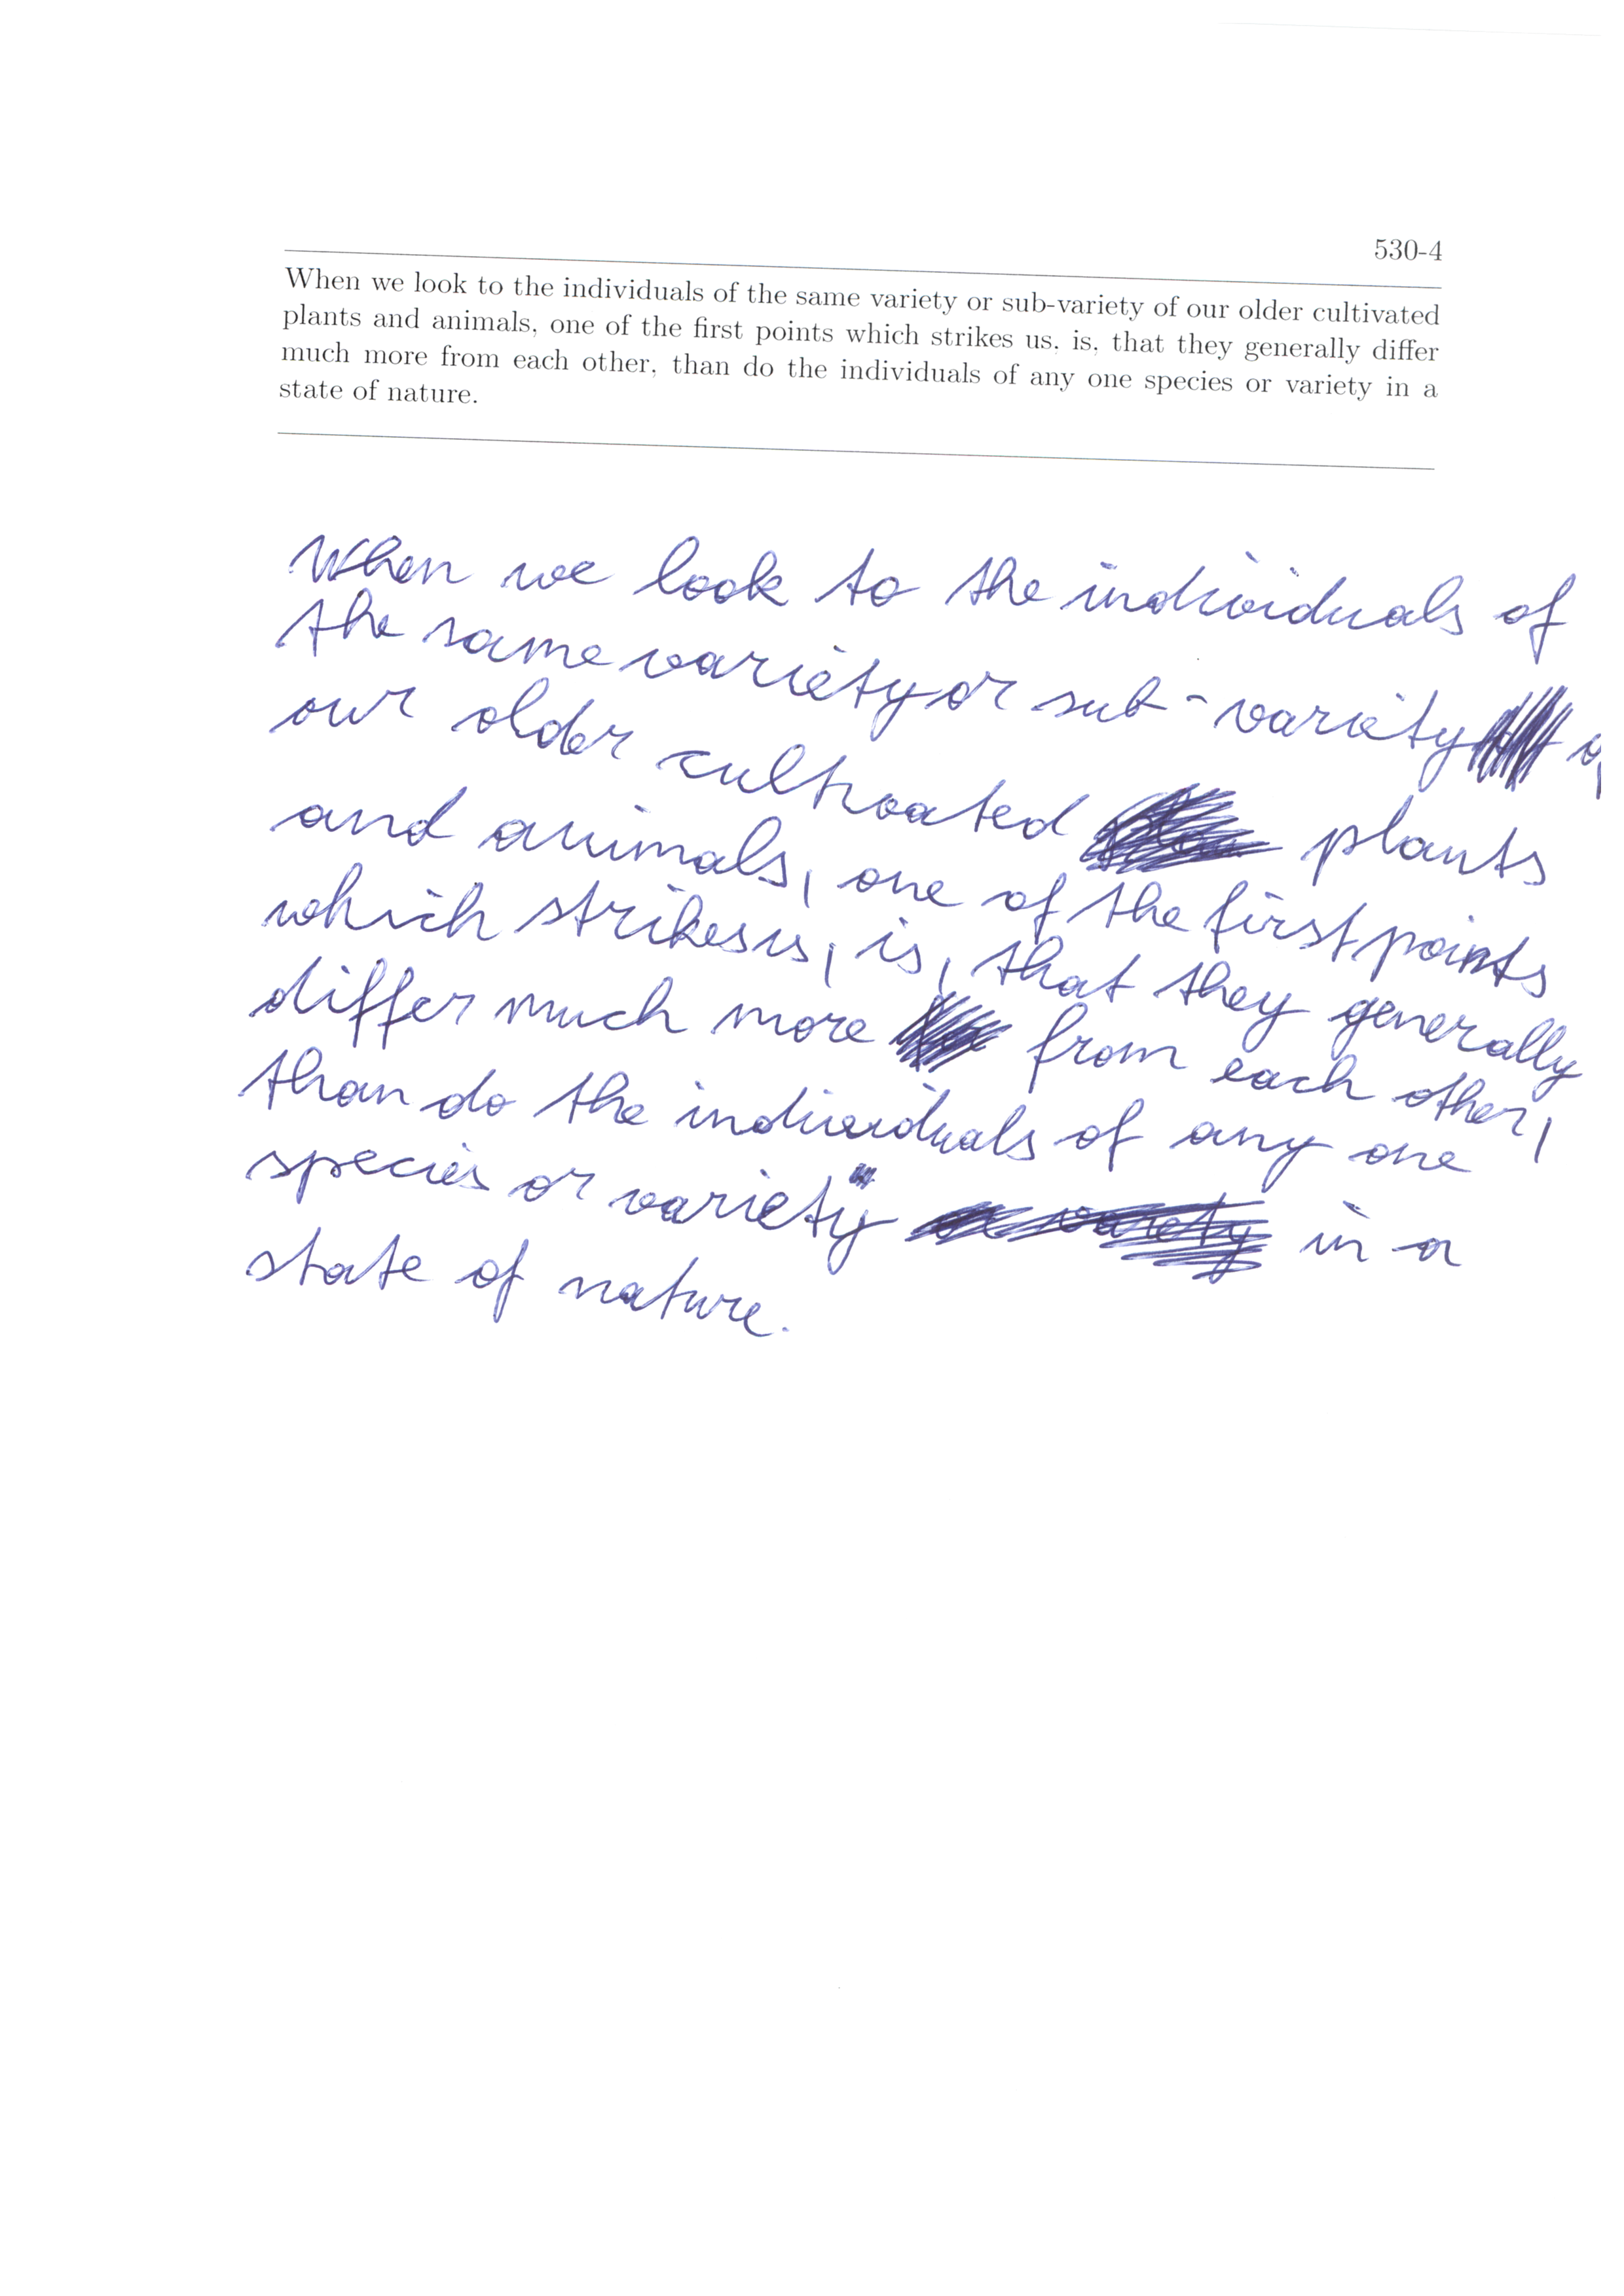 530-4
When we look to the individuals of the same variety or sub-variety of our older cultivated
plants and animals, one of the first points which strikes us, is, that they generally differ
much more from each other, than do the individuals of any one species or variety in a
state of nature.
When we look to the individuals of
the same variety or sub-variety
our older cultivated plants
and animals, one of the first points
which strikes us, is, that they generally
differ much more from each other,
than do the individuals of any one
species or variety in a
state of nature.